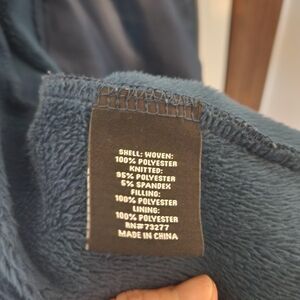 SHELL: WOVEN:
100% POLYESTER
KNITTED:
95% POLYESTER
5% SPANDEX
FILLING:
100% POLYESTER
LINING:
100% POLYESTER
RN#73277
MADE IN CHINA